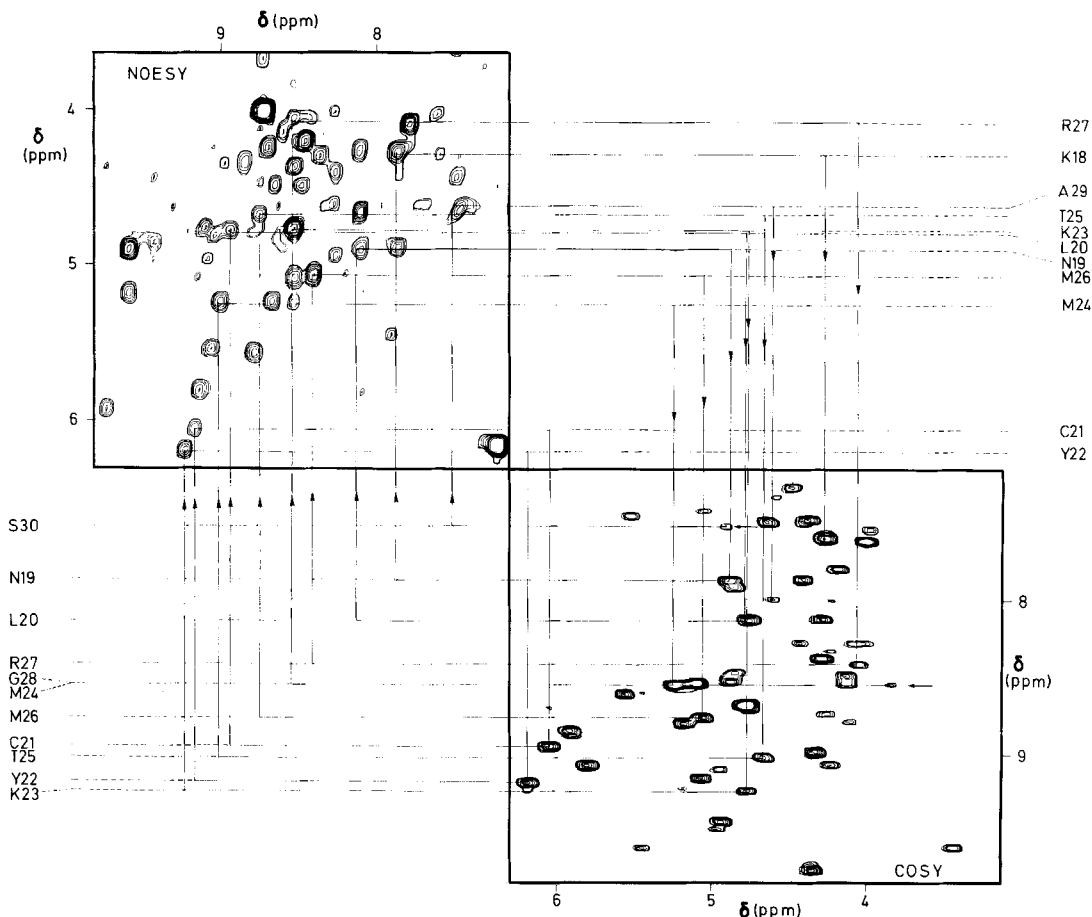 δ (ppm)
9 8
NOESY
4
δ
(ppm)
5
6
R27
K18
A29
T25
K23
L20
N19
M26
M24
C21
Y22
S30
N19
L20
R27
G28
M24
M26
C21
T25
Y22
K23
8
δ
(ppm)
9
COSY
6 5 4
δ (ppm)